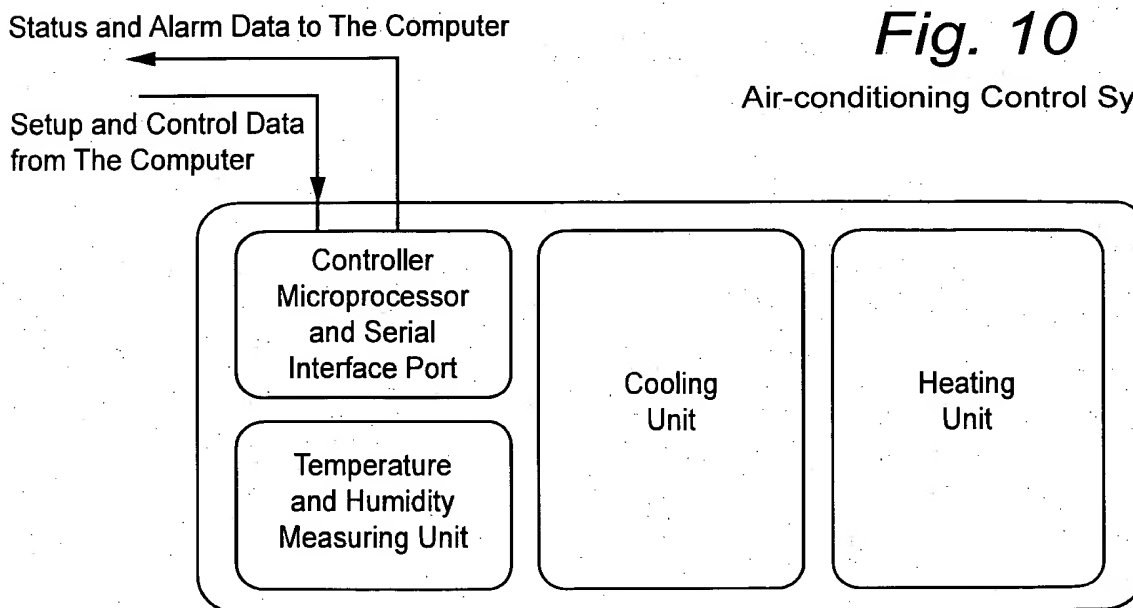 Fig. 10
Air-conditioning Control Sy
Status and Alarm Data to The Computer
Setup and Control Data
from The Computer
Controller
Microprocessor
and Serial
Interface Port
Temperature
and Humidity
Measuring Unit
Cooling
Unit
Heating
Unit